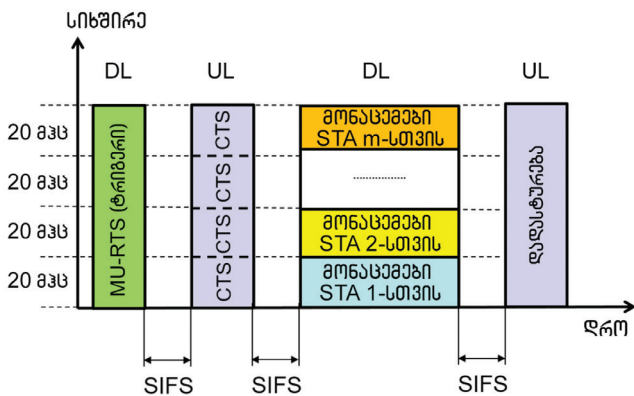 სიხშირე
DL
UL
DL
UL
20 მჰც
20 მჰც
20 მჰც
20 მჰც
MU-RTS (ტრიგერი)
CTS
CTS
CTS
CTS
მონაცემები
STA m-სთვის
....................
მონაცემები
STA 2-სთვის
მონაცემები
STA 1-სთვის
დადასტურება
დრო
SIFS
SIFS
SIFS